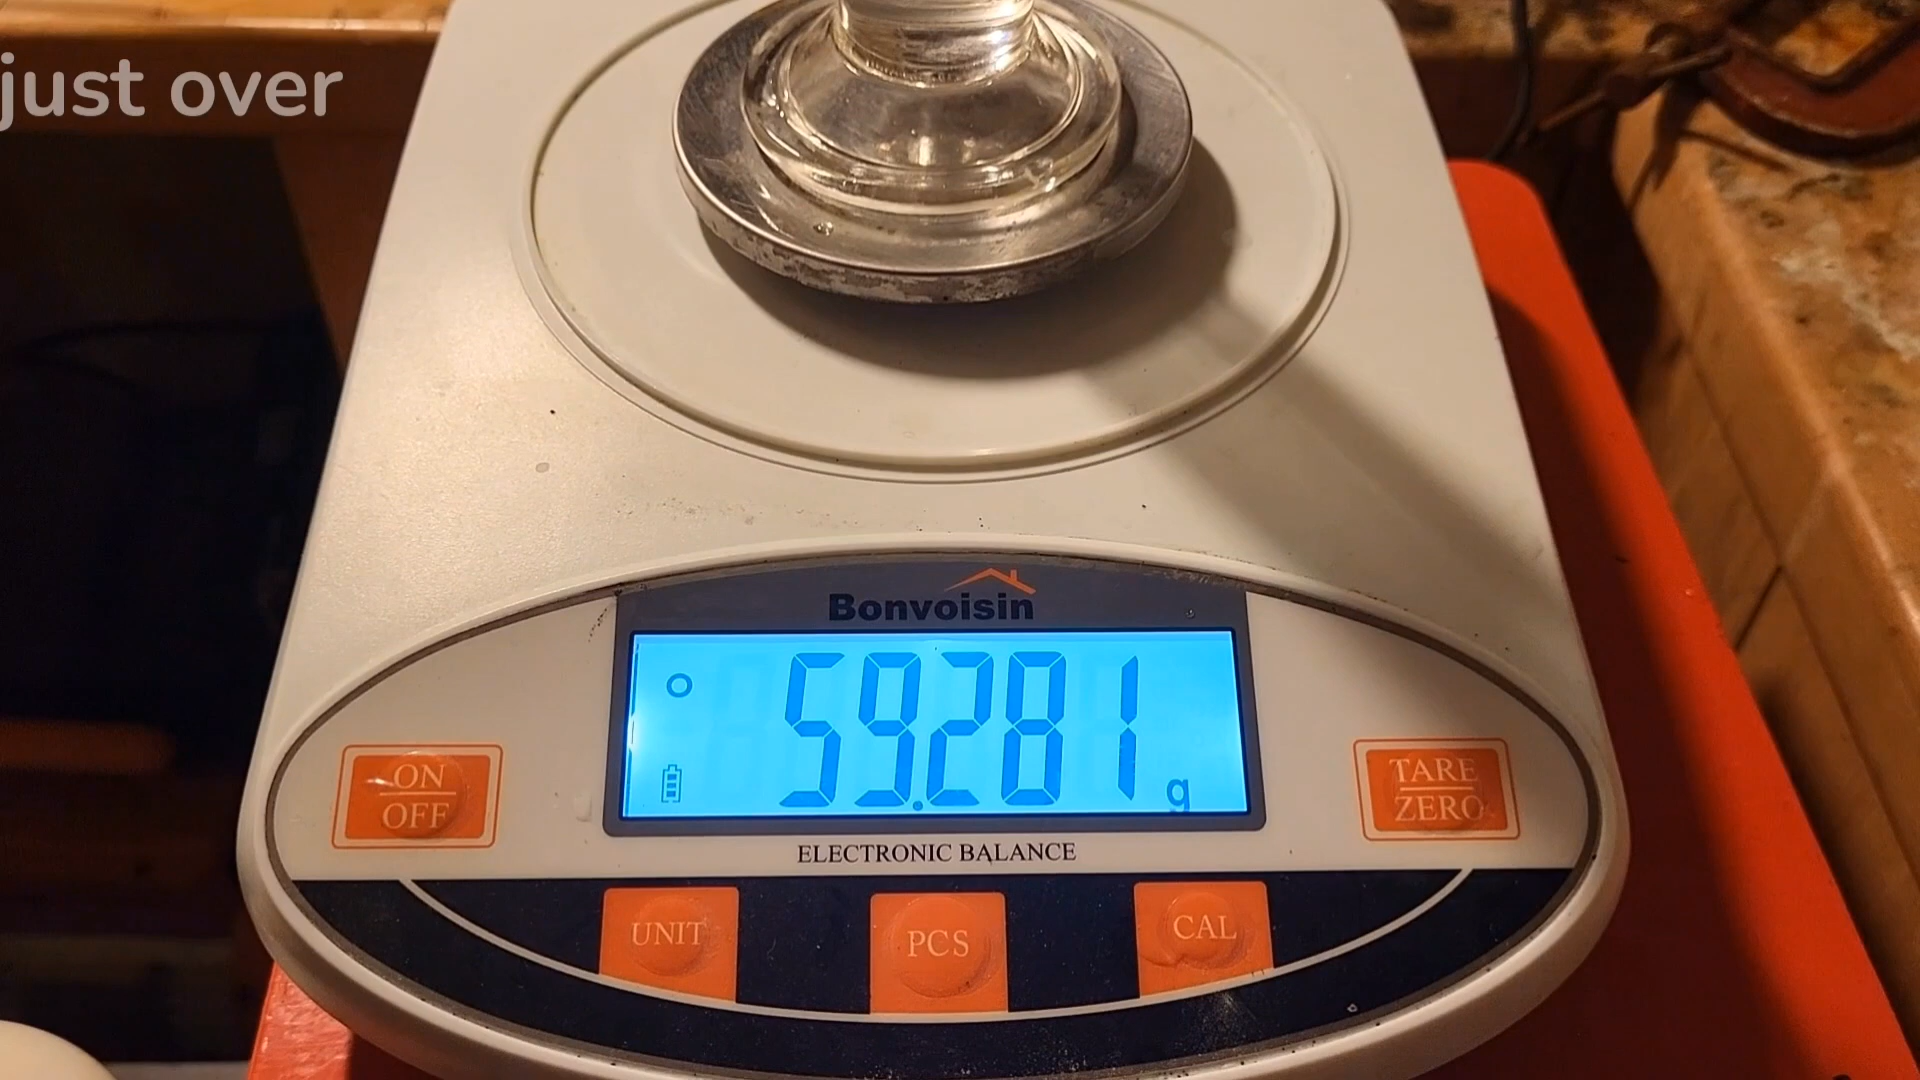 just over
Bonvoisin
59.281 g
ON
OFF
TARE
ZERO
ELECTRONIC BALANCE
UNIT
PCS
CAL